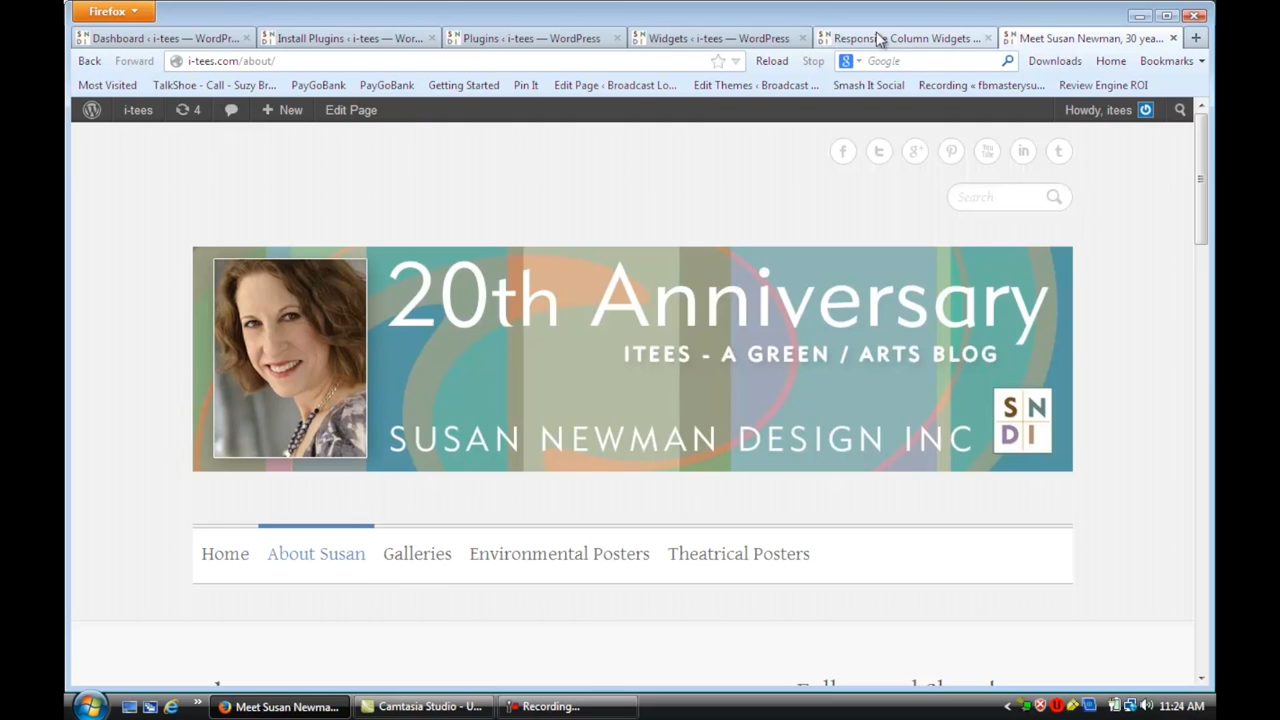 Firefox
Dashboard ‹ i-tees — WordPr...
Install Plugins ‹ i-tees — Wor...
Plugins ‹ i-tees — WordPress
Widgets ‹ i-tees — WordPress
Column Widgets ...
Meet Susan Newman, 30 yea...
Back
Forward
i-tees.com/about/
Reload
Stop
Google
Downloads
Home
Bookmarks
Most Visited
TalkShoe - Call - Suzy Br...
PayGoBank
PayGoBank
Getting Started
Pin It
Edit Page ‹ Broadcast Lo...
Edit Themes ‹ Broadcast ...
Smash It Social
Recording « fbmasterysu...
Review Engine ROI
i-tees
4
New
Edit Page
Howdy, itees
Search
20th Anniversary
ITEES - A GREEN / ARTS BLOG
SUSAN NEWMAN DESIGN INC
S N
D I
Home
About Susan
Galleries
Environmental Posters
Theatrical Posters
Meet Susan Newma...
Camtasia Studio - U...
Recording...
11:24 AM